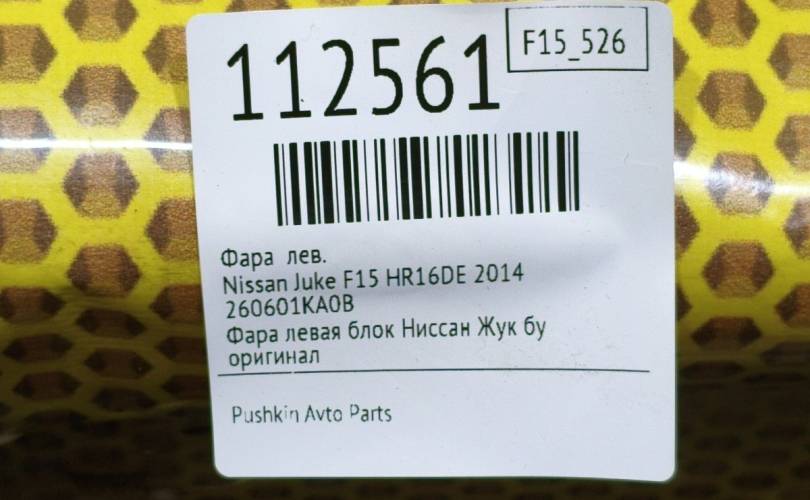 112561
F15_526
Фара лев.
Nissan Juke F15 HR16DE 2014
260601KA0B
Фара левая блок Ниссан Жук бу
оригинал
Pushkin Avto Parts